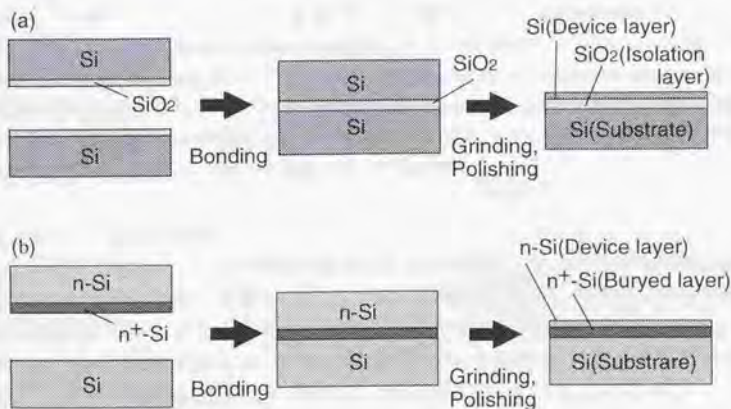 (a)
Si
SiO2
Si
Bonding
Si
SiO2
Si
Grinding,
Polishing
Si(Device layer)
SiO2(Isolation
layer)
Si(Substrate)
(b)
n-Si
n+-Si
Si
Bonding
n-Si
Si
Grinding,
Polishing
n-Si(Device layer)
n+-Si(Buryed layer)
Si(Substrare)